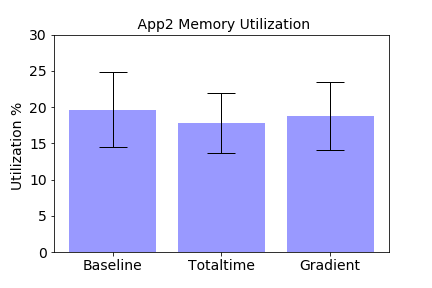 App2 Memory Utilization
30
25
20
15
10
5
0
Utilization %
Baseline Totaltime Gradient